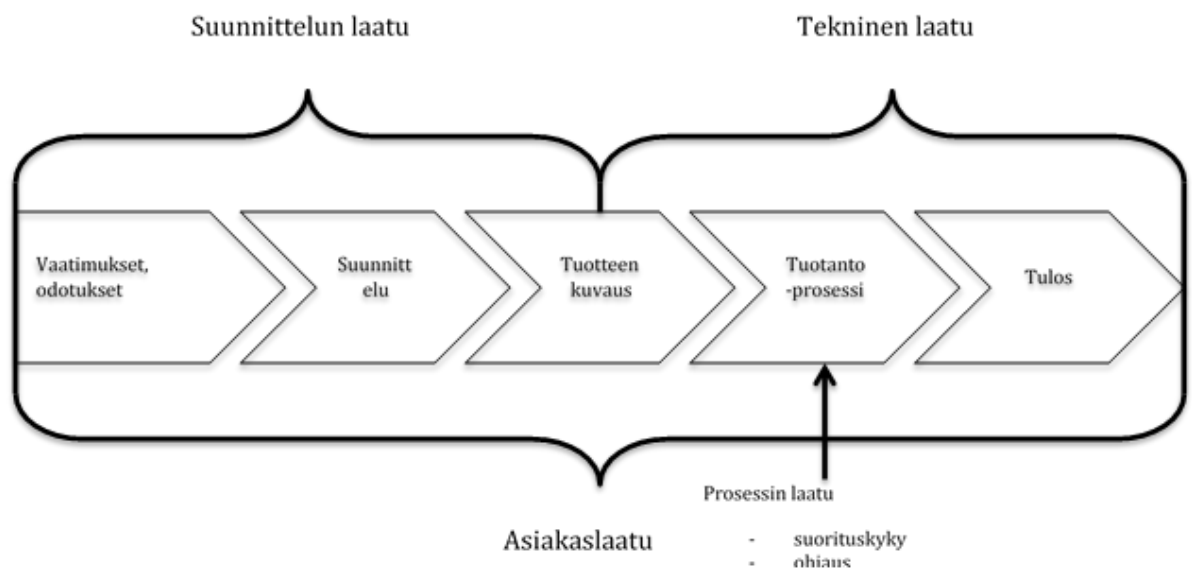 Suunnittelun laatu
Tekninen laatu
Vaatimukset,
odotukset
Suunnitt
elu
Tuotteen
kuvaus
Tuotanto
-prosessi
Tulos
Prosessin laatu
Asiakaslaatu
- suorituskyky
- ohjaus